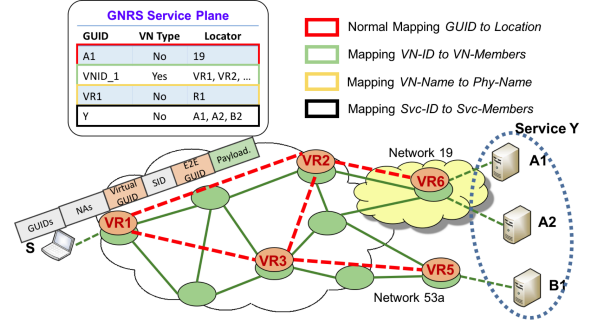 GNRS Service Plane
GUID VN Type Locator
A1 No 19
VNID_1 Yes VR1, VR2, ...
VR1 No R1
Y No A1, A2, B2
Normal Mapping GUID to Location
Mapping VN-ID to VN-Members
Mapping VN-Name to Phy-Name
Mapping Svc-ID to Svc-Members
Service Y
GUIDs
NAs
Virtual
GUID
SID
E2E
GUID
Payload.
S
VR1
VR2
VR3
VR6
VR5
Network 19
Network 53a
A1
A2
B1